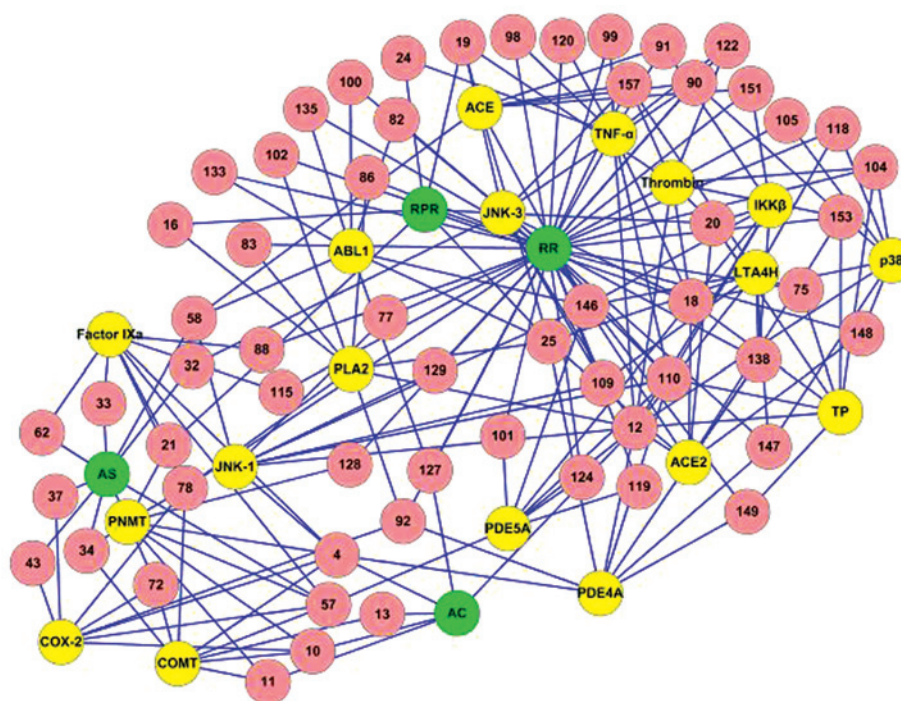 19
98
120
99
91
122
24
100
157
90
151
135
82
ACE
105
118
TNF-α
102
133
86
Thrombin
104
RPR
JNK-3
IKKβ
16
20
153
83
ABL1
RR
p38
LTA4H
58
77
146
18
75
Factor IXa
32
88
25
148
129
138
PLA2
109
110
115
33
TP
62
21
101
12
147
AS
JNK-1
128
127
ACE2
37
78
124
119
PNMT
92
PDE5A
149
43
34
4
72
PDE4A
57
13
AC
COX-2
COMT
10
11